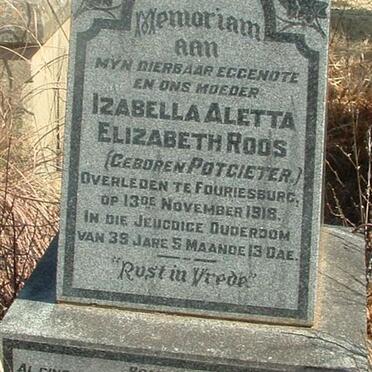 Memoriam
AAN
MYN DIERBAAR EGGENOTE
EN ONS MOEDER
IZABELLA ALETTA
ELIZABETH ROOS
(GEBOREN POTGIETER.)
OVERLEDEN TE FOURIESBURG,
OP 13DE NOVEMBER 1918.
IN DIE JEUGDIGE OUDERDOM
VAN 39 JARE 5 MAANDE 13 DAE.
"Rust in Vrede"